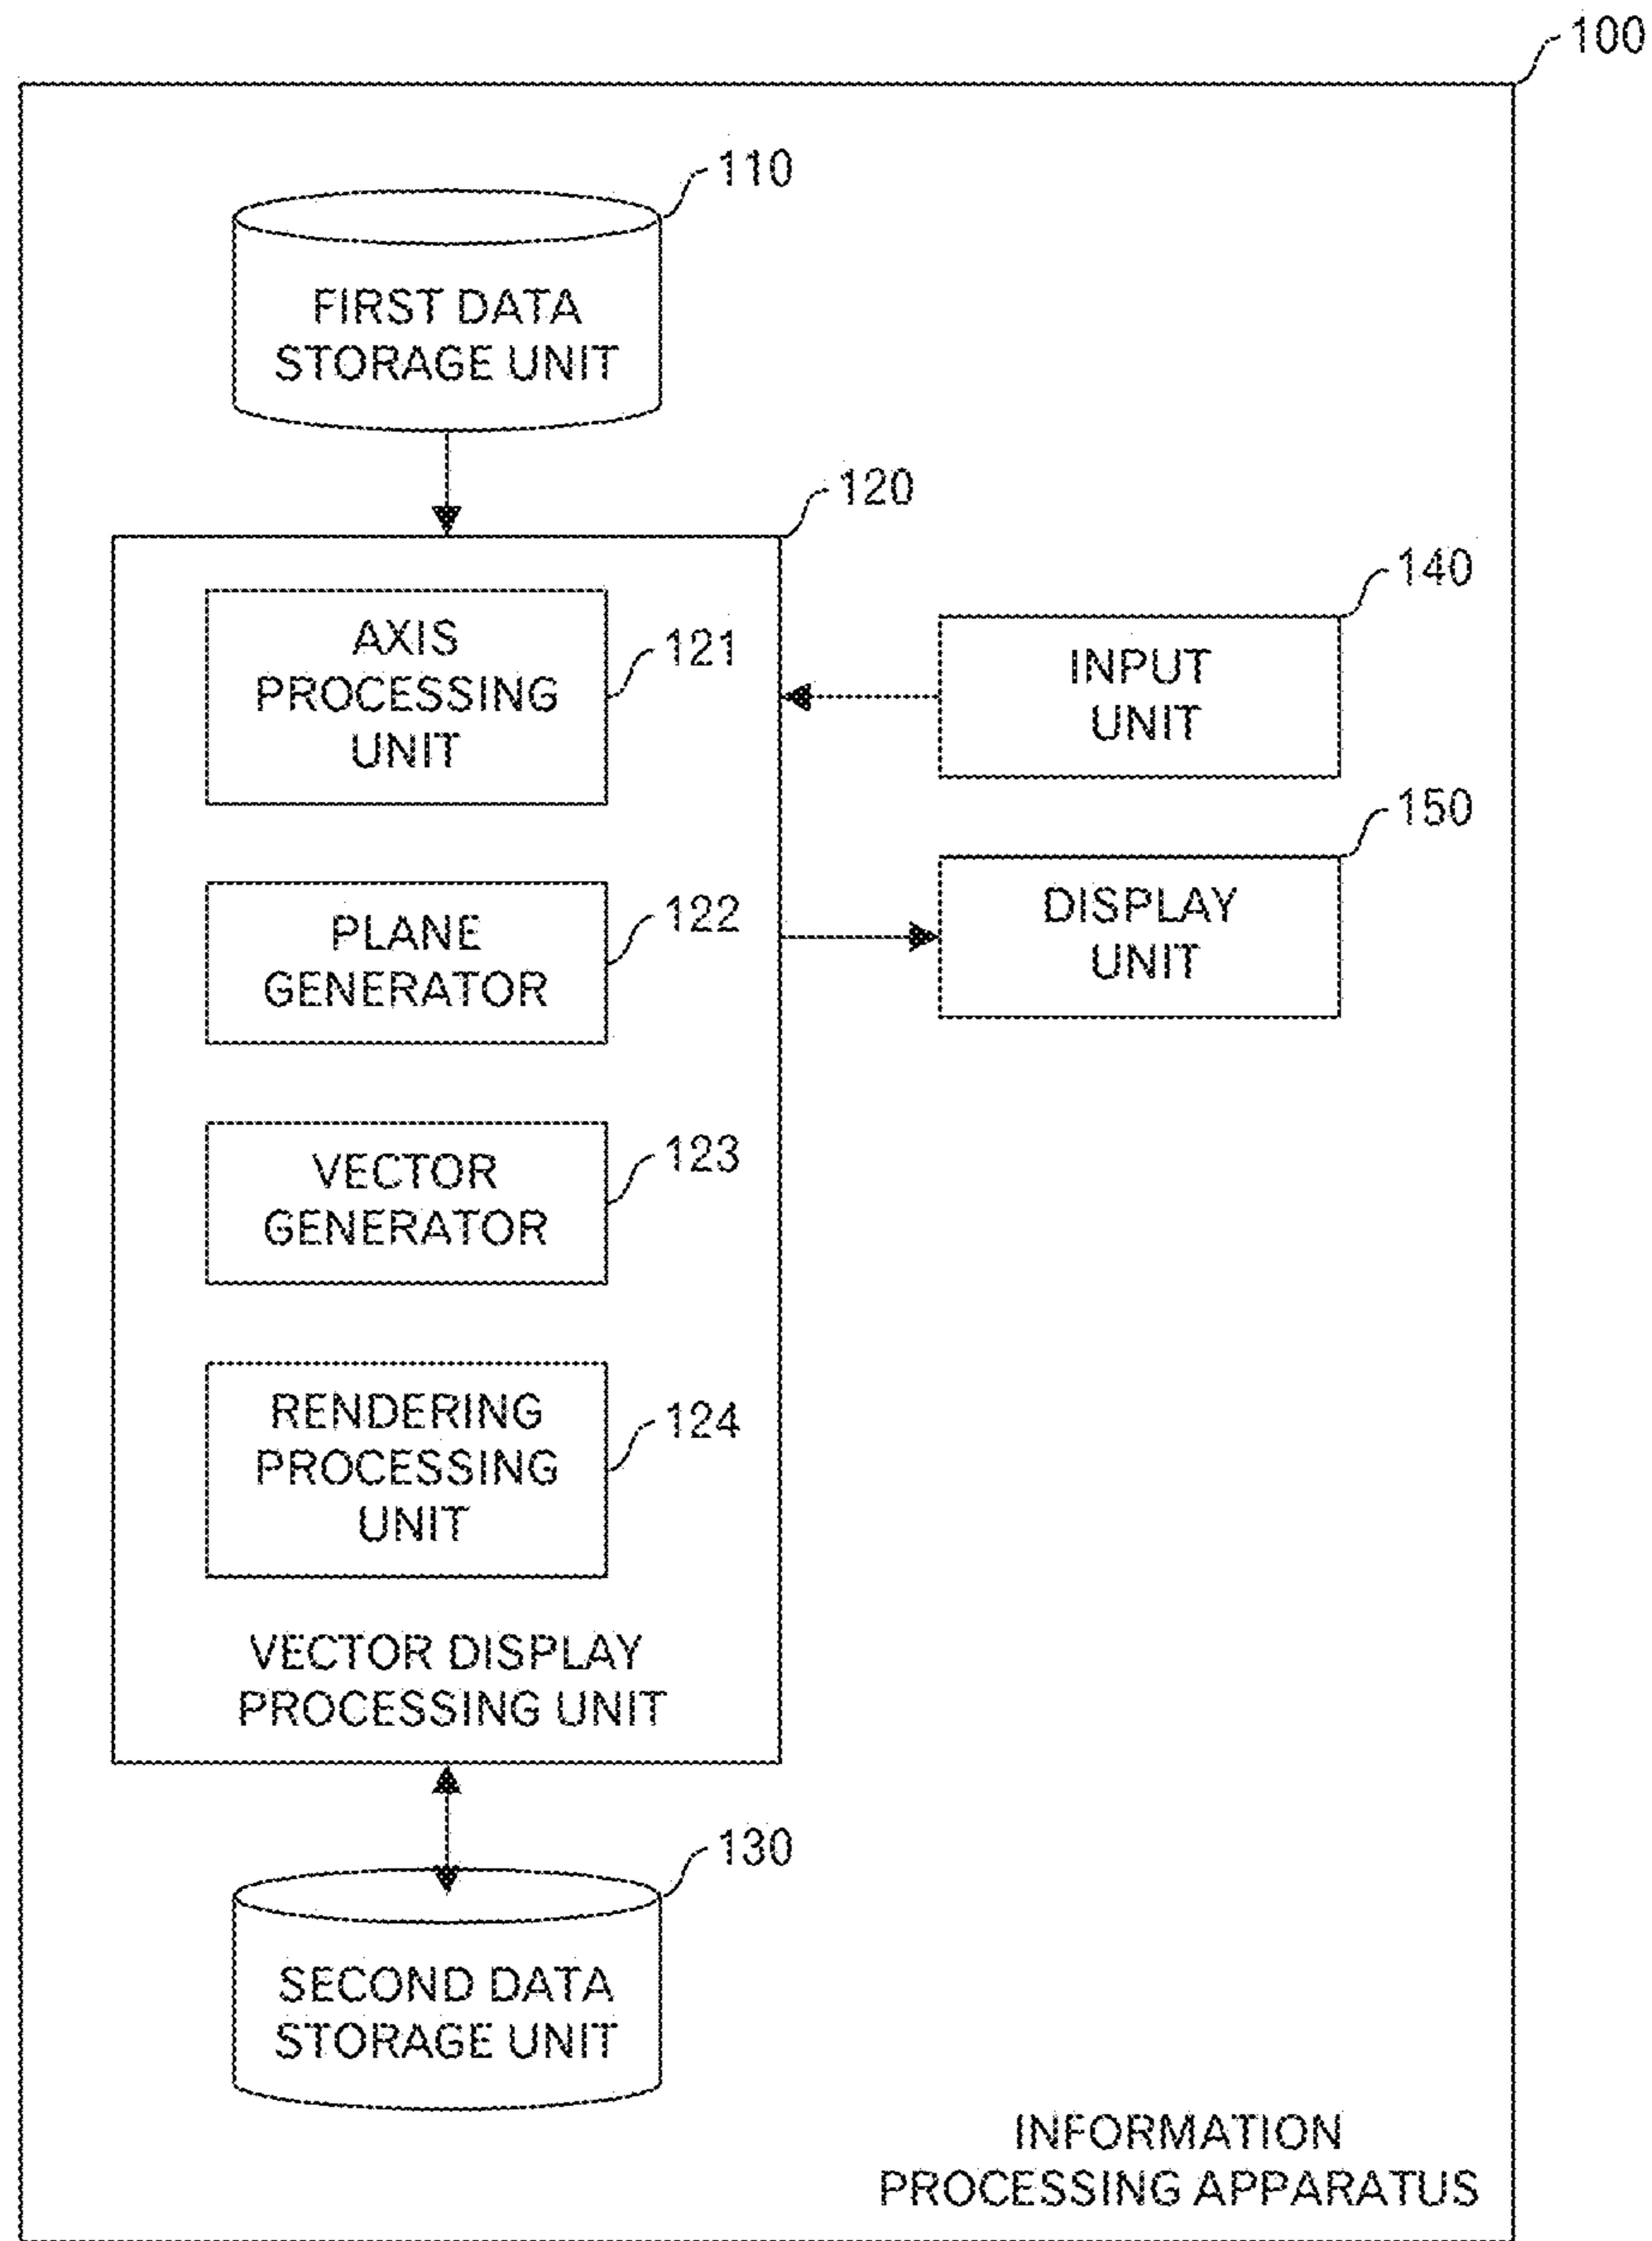 100
110
FIRST DATA
STORAGE UNIT
120
AXIS
PROCESSING
UNIT
121
140
INPUT
UNIT
150
DISPLAY
UNIT
PLANE
GENERATOR
122
VECTOR
GENERATOR
123
RENDERING
PROCESSING
UNIT
124
VECTOR DISPLAY
PROCESSING UNIT
130
SECOND DATA
STORAGE UNIT
INFORMATION
PROCESSING APPARATUS